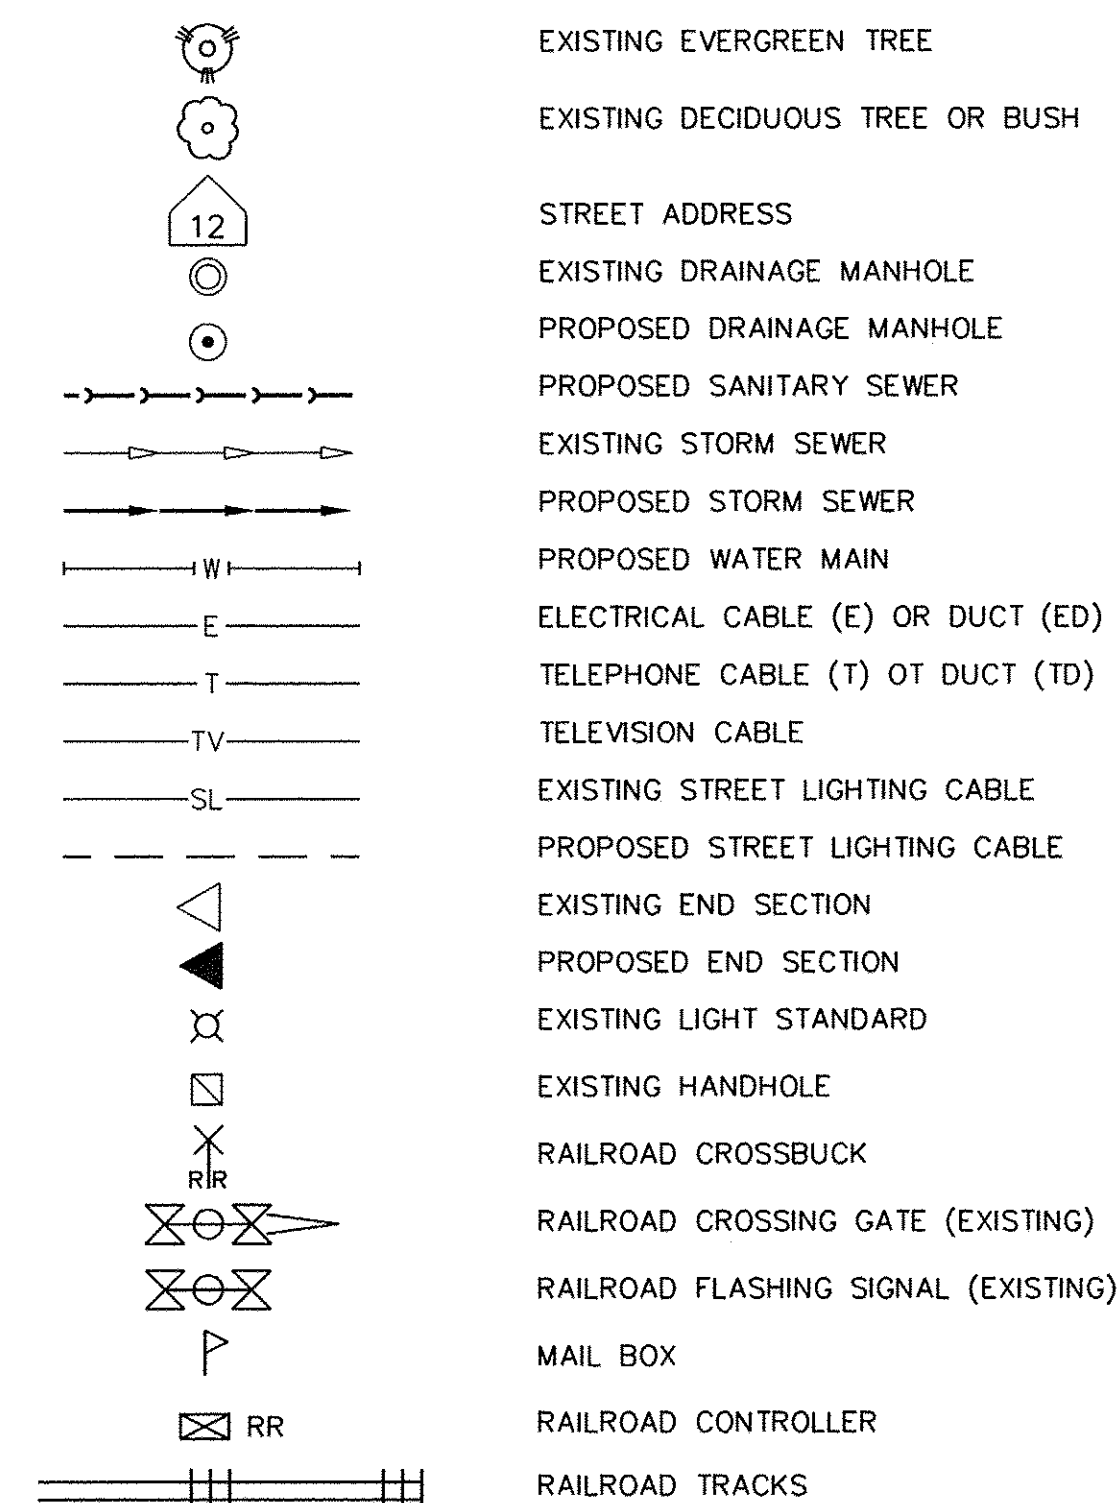 EXISTING EVERGREEN TREE
EXISTING DECIDUOUS TREE OR BUSH
12 STREET ADDRESS
EXISTING DRAINAGE MANHOLE
PROPOSED DRAINAGE MANHOLE
PROPOSED SANITARY SEWER
EXISTING STORM SEWER
PROPOSED STORM SEWER
W PROPOSED WATER MAIN
E ELECTRICAL CABLE (E) OR DUCT (ED)
T TELEPHONE CABLE (T) OT DUCT (TD)
TV TELEVISION CABLE
SL EXISTING STREET LIGHTING CABLE
PROPOSED STREET LIGHTING CABLE
EXISTING END SECTION
PROPOSED END SECTION
EXISTING LIGHT STANDARD
EXISTING HANDHOLE
RR RAILROAD CROSSBUCK
RAILROAD CROSSING GATE (EXISTING)
RAILROAD FLASHING SIGNAL (EXISTING)
MAIL BOX
RR RAILROAD CONTROLLER
RAILROAD TRACKS